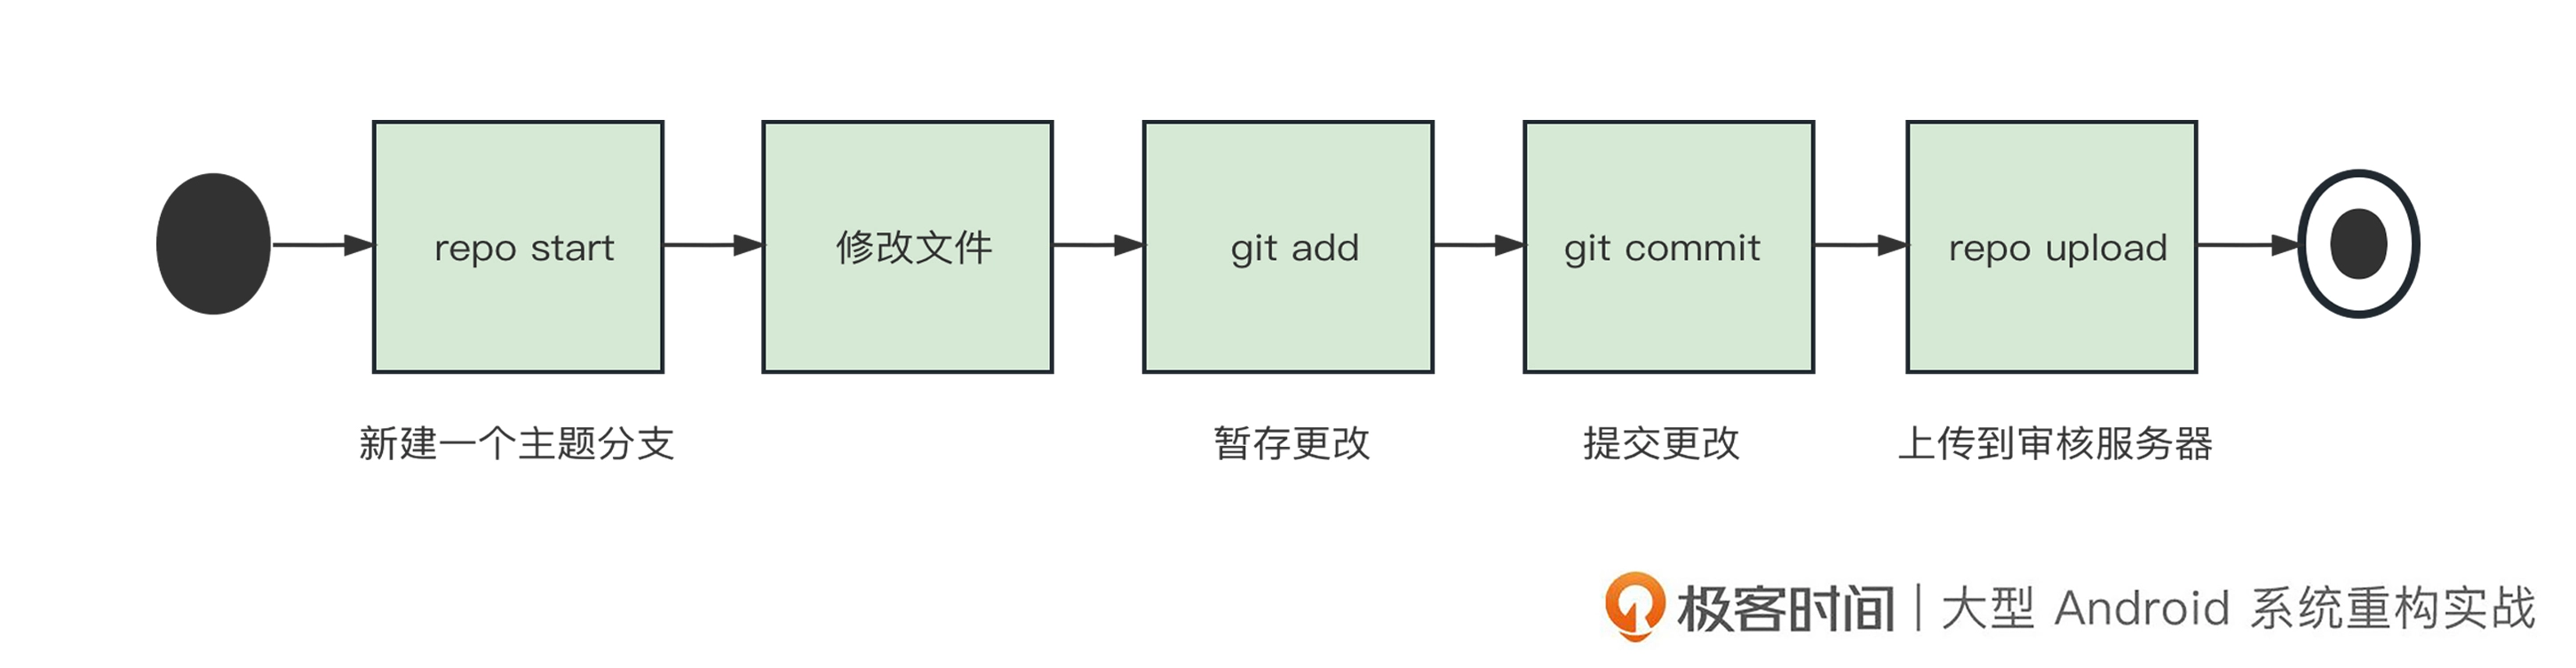 repo start
修改文件
git add
git commit
repo upload
新建一个主题分支
暂存更改
提交更改
上传到审核服务器
极客时间 | 大型 Android 系统重构实战